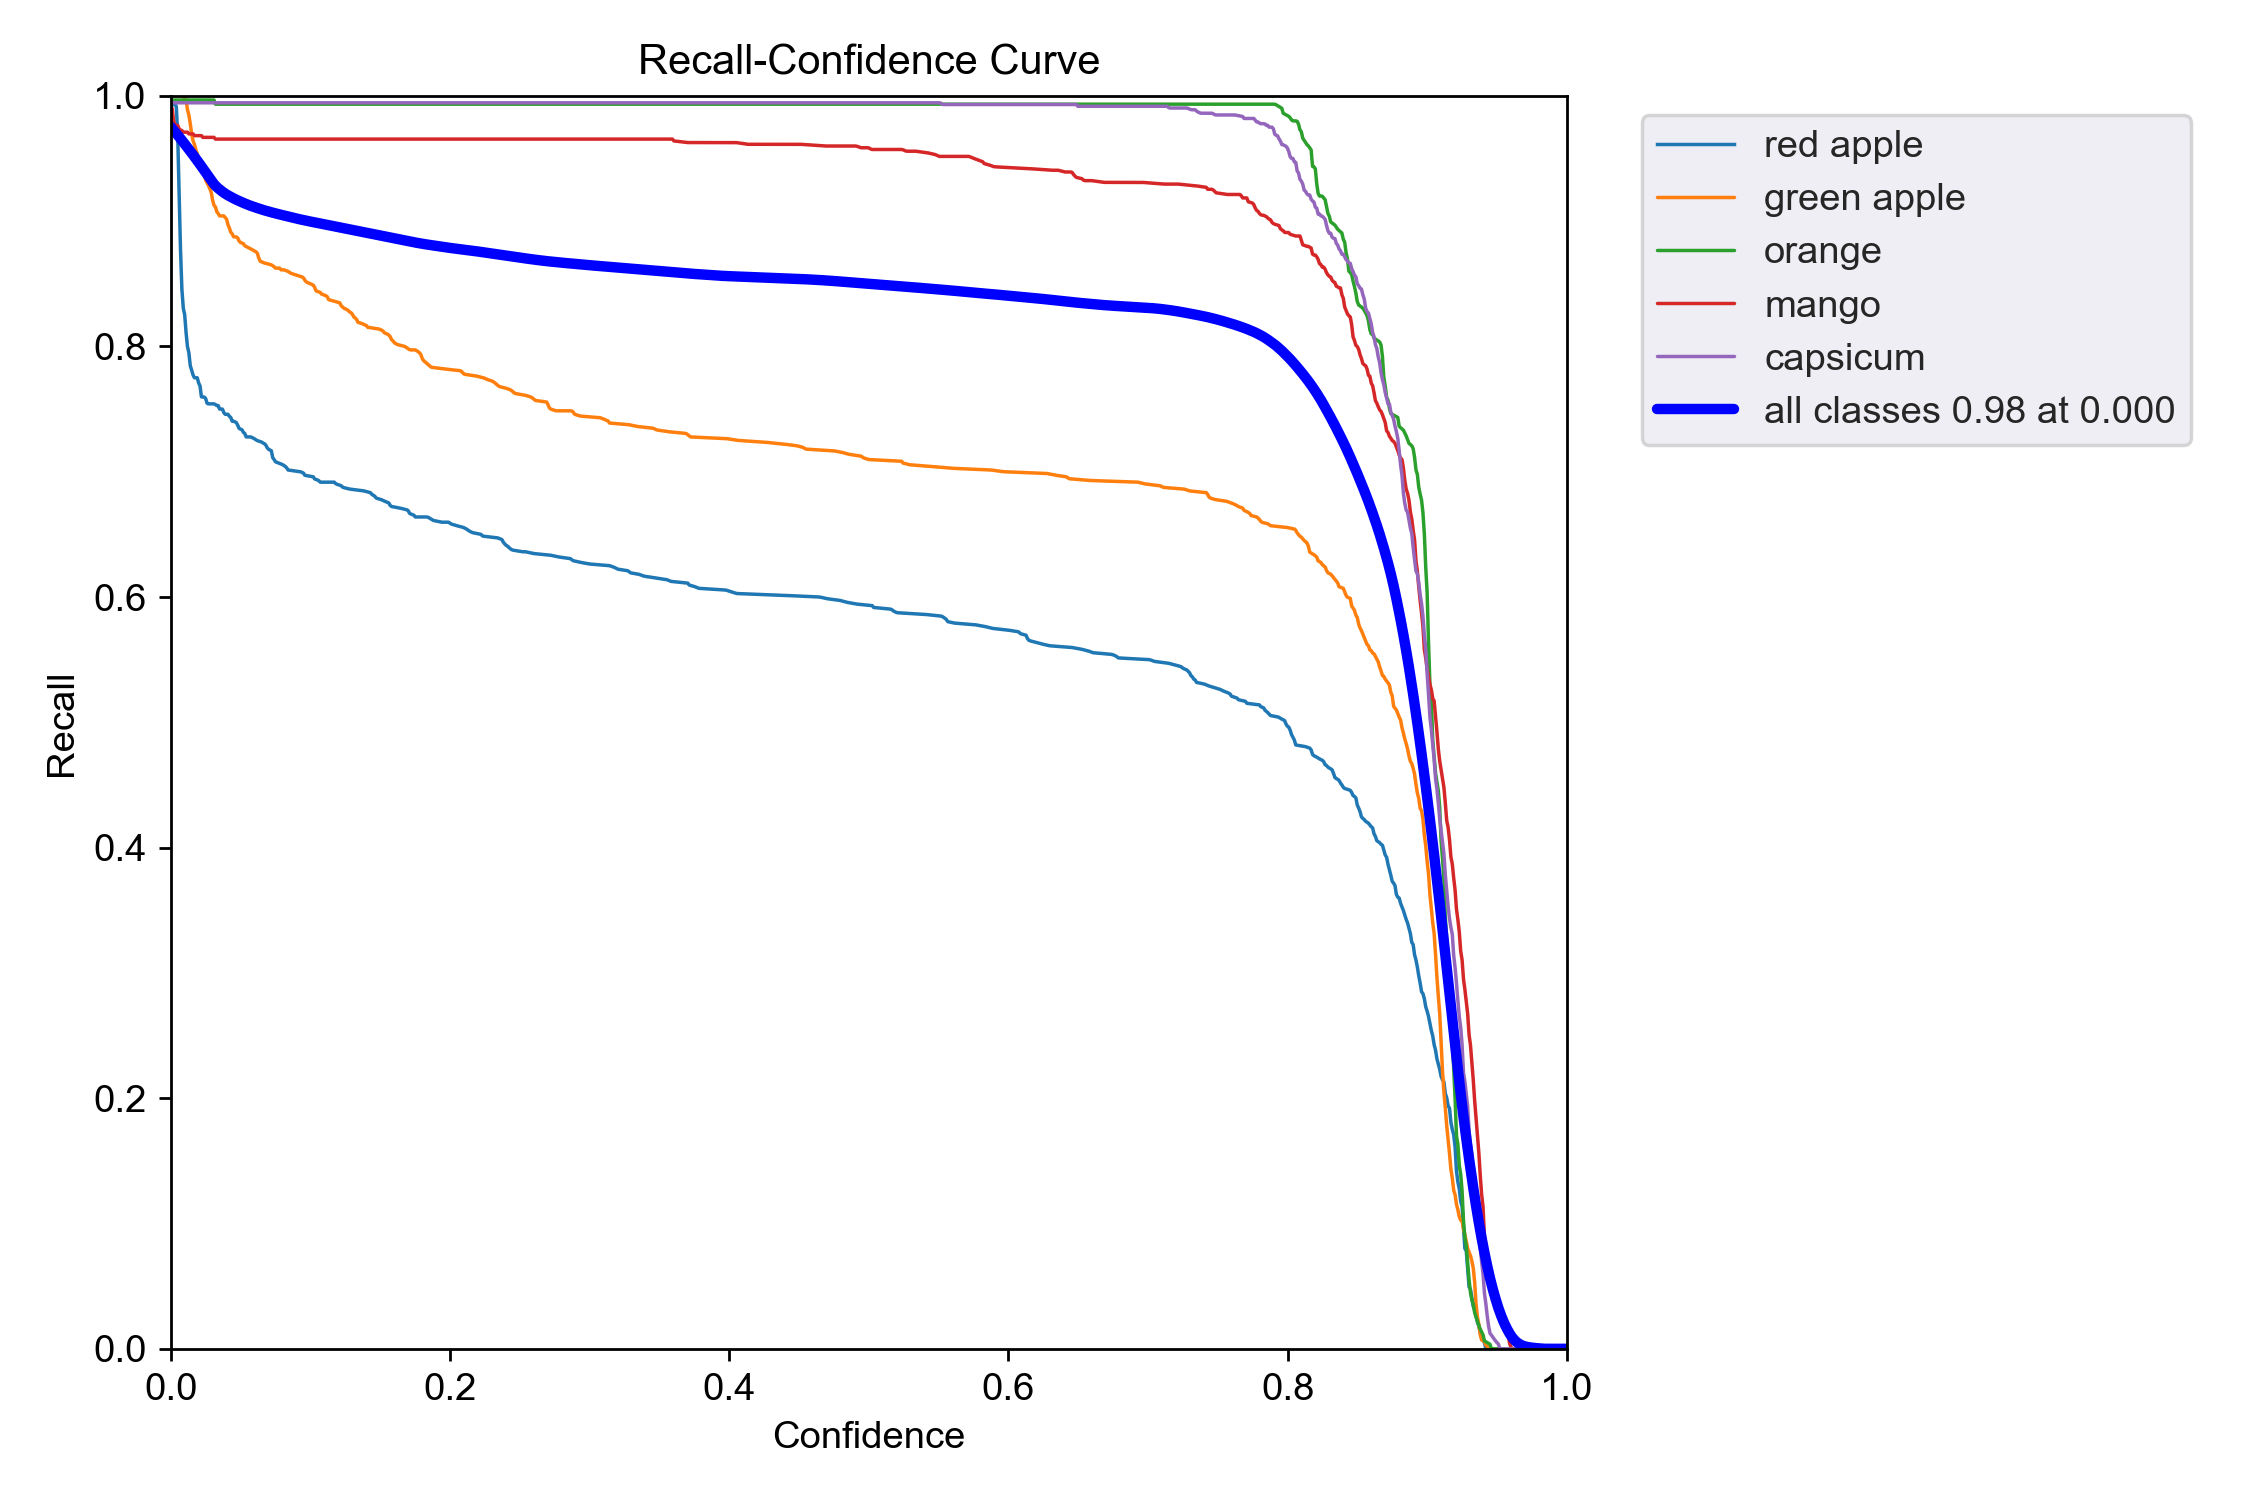 Recall-Confidence Curve
1.0
0.8
0.6
0.4
0.2
0.0
Recall
0.0 0.2 0.4 0.6 0.8 1.0
Confidence
red apple
green apple
orange
mango
capsicum
all classes 0.98 at 0.000